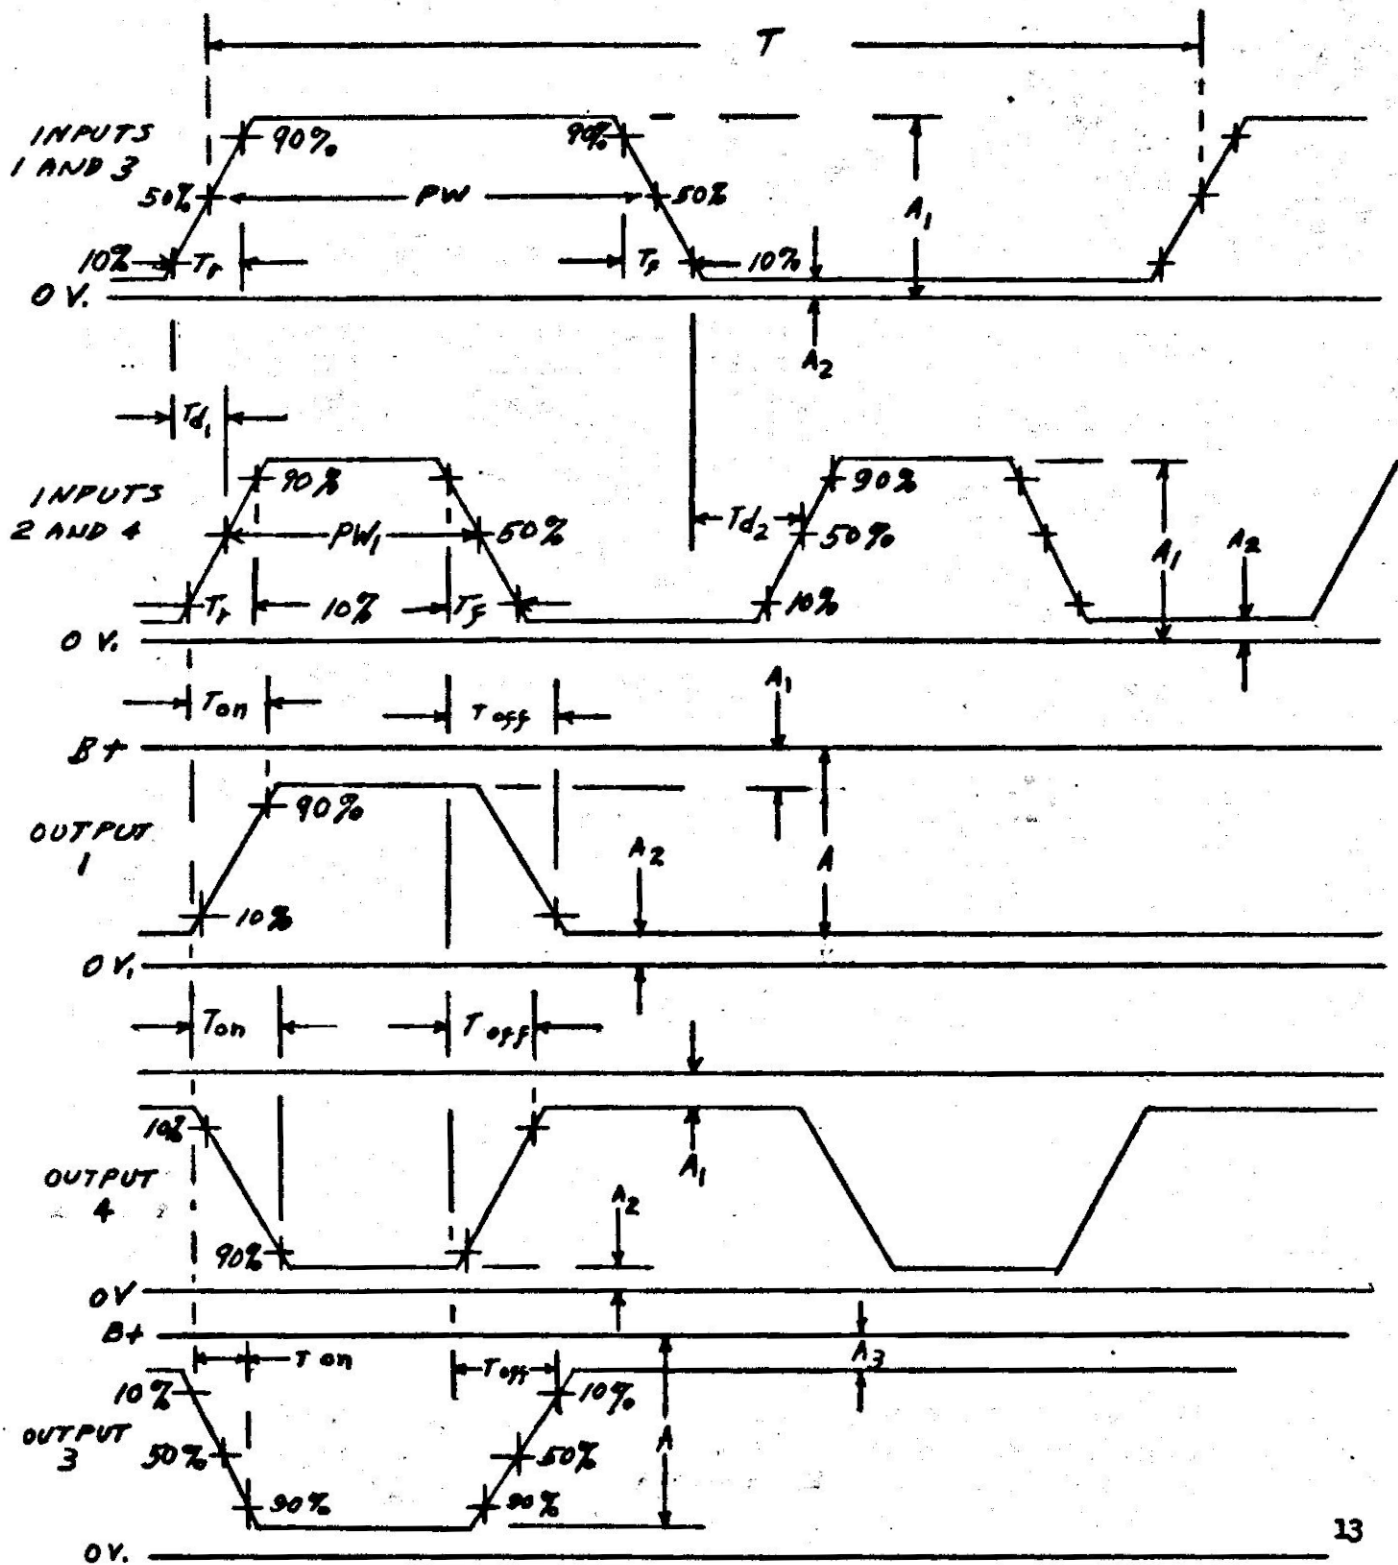 T
INPUTS
1 AND 3
90%
90%
50%
PW
50%
A1
10%
Tr
Tf
10%
0 V.
A2
Td1
INPUTS
2 AND 4
90%
90%
PW1
50%
Td2
50%
A1
A2
Tr
10%
Tf
10%
0 V.
Ton
Toff
A1
B+
90%
OUTPUT
1
A2
A
10%
0 V.
Ton
Toff
10%
A1
OUTPUT
4
A2
90%
0V
B+
Ton
Toff
A3
10%
10%
OUTPUT
3
50%
50%
A
90%
90%
13
0V.